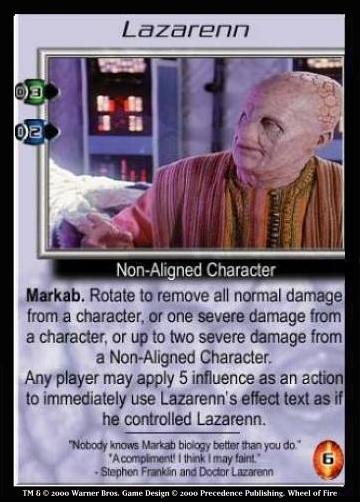 Lazarenn
3
2
Non-Aligned Character
Markab. Rotate to remove all normal damage
from a character, or one severe damage from
a character, or up to two severe damage from
a Non-Aligned Character.
Any player may apply 5 influence as an action
to immediately use Lazarenn's effect text as if
he controlled Lazarenn.
"Nobody knows Markab biology better than you do."
"A compliment! I think I may faint."
- Stephen Franklin and Doctor Lazarenn
6
TM & © 2000 Warner Bros. Game Design © 2000 Precedence Publishing. Wheel of Fire